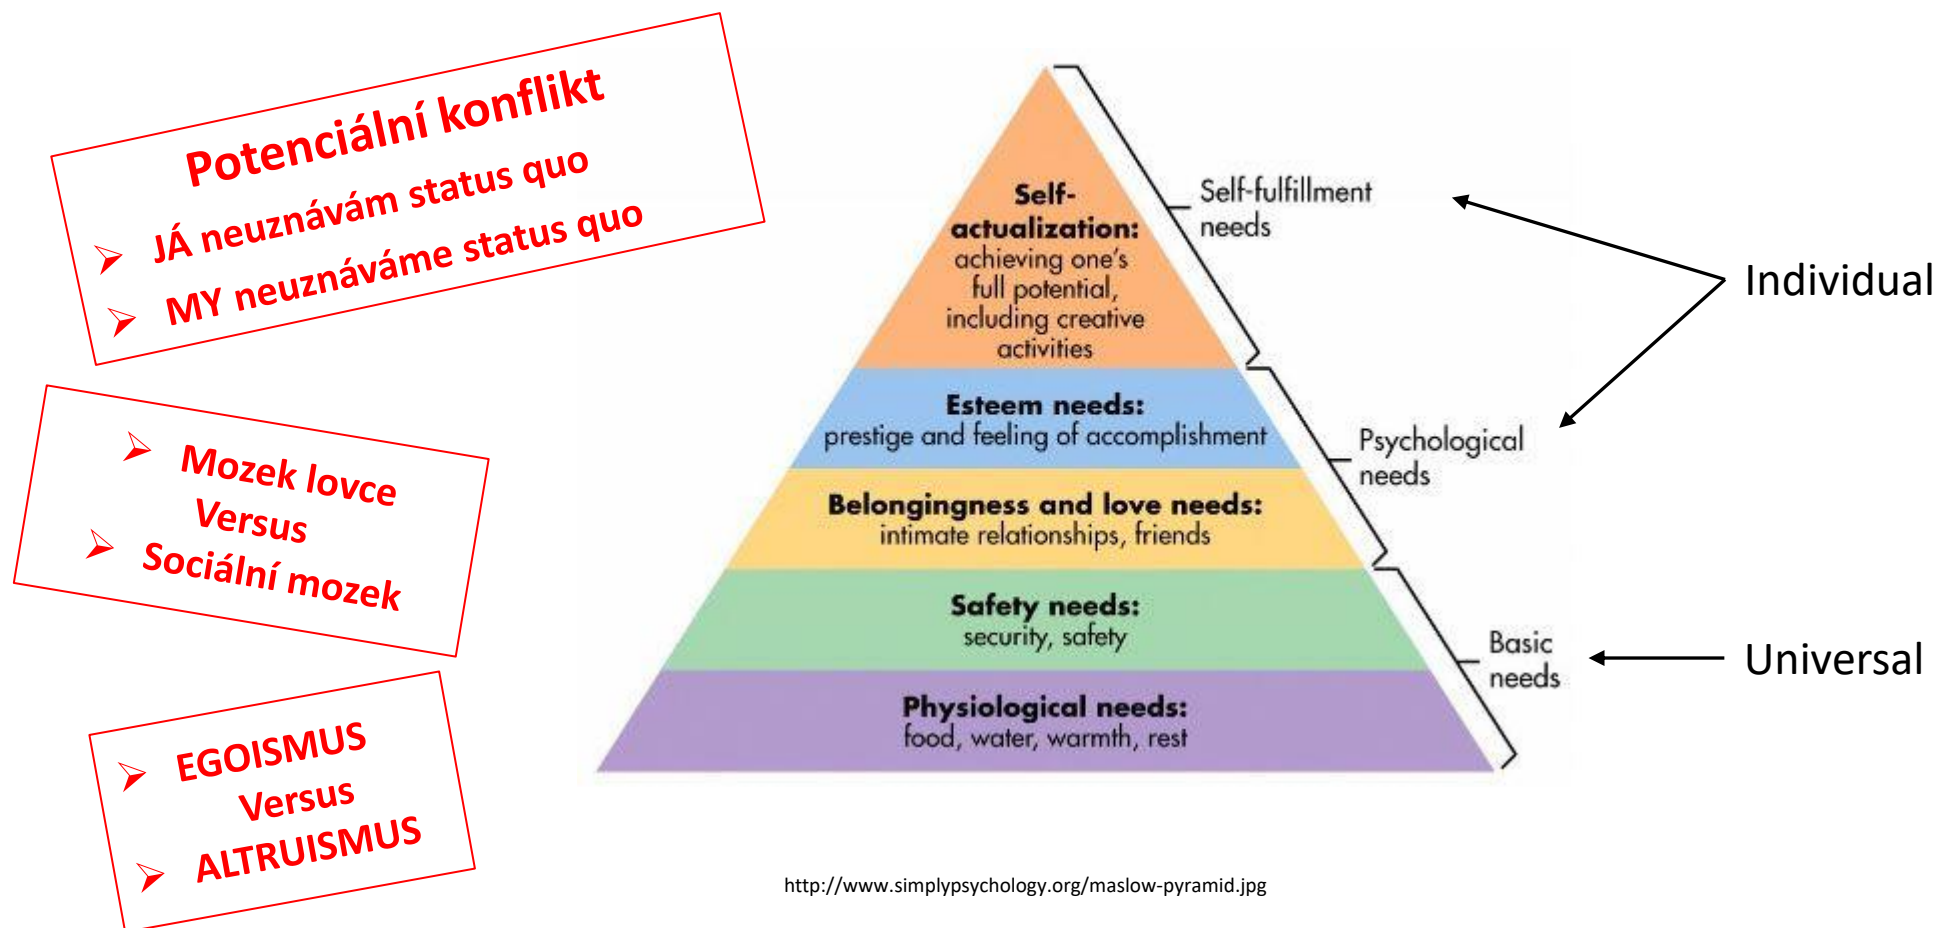 Potenciální konflikt
➢ JÁ neuznávám status quo
➢ MY neuznáváme status quo
➢ Mozek lovce
Versus
➢ Sociální mozek
➢ EGOISMUS
Versus
➢ ALTRUISMUS
Self-
actualization:
achieving one's
full potential,
including creative
activities
Esteem needs:
prestige and feeling of accomplishment
Belongingness and love needs:
intimate relationships, friends
Safety needs:
security, safety
Physiological needs:
food, water, warmth, rest
Self-fulfillment
needs
Psychological
needs
Basic
needs
Individual
Universal
http://www.simplypsychology.org/maslow-pyramid.jpg